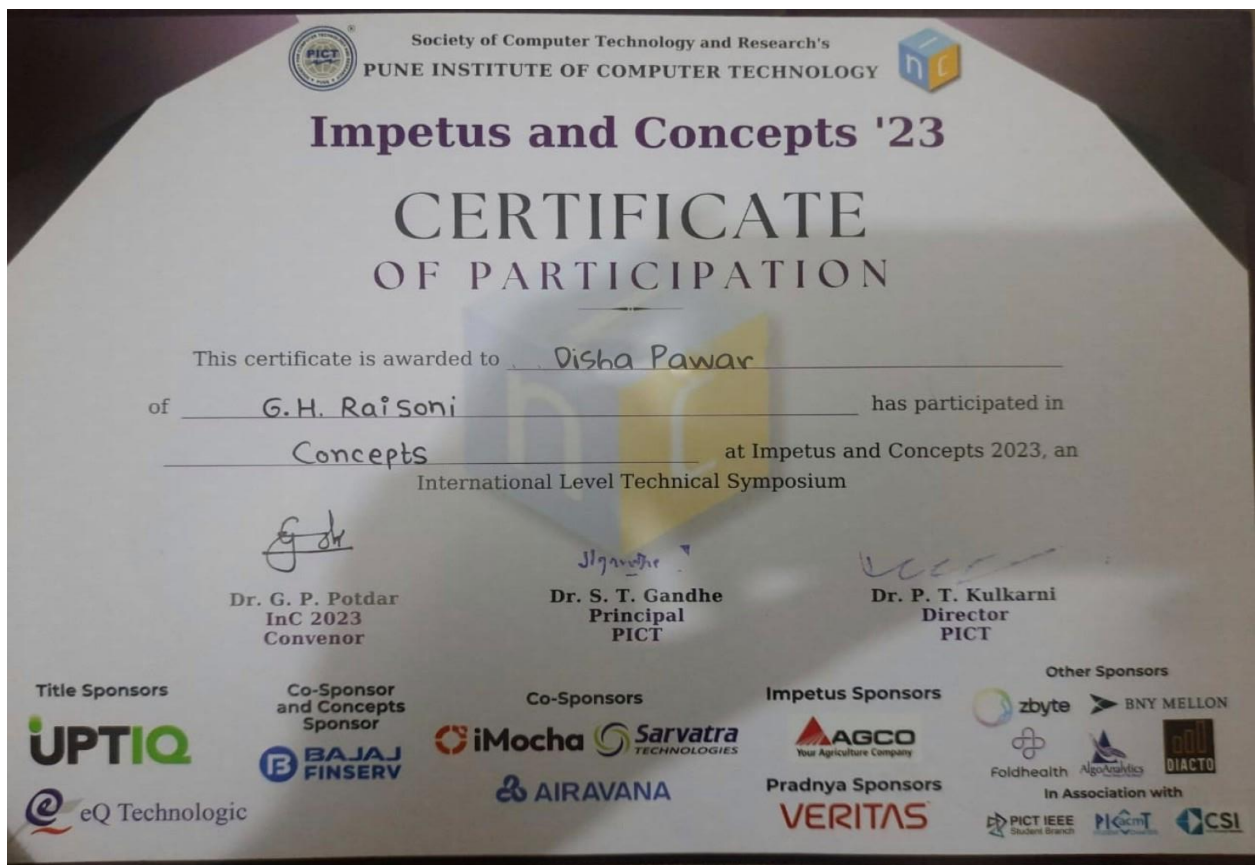 Society of Computer Technology and Research's
PUNE INSTITUTE OF COMPUTER TECHNOLOGY
PICT
Impetus and Concepts '23
CERTIFICATE
OF PARTICIPATION
This certificate is awarded to Disha Pawar
of G.H. Raisoni has participated in
Concepts at Impetus and Concepts 2023, an
International Level Technical Symposium
Dr. G. P. Potdar
InC 2023
Convenor
Dr. S. T. Gandhe
Principal
PICT
Dr. P. T. Kulkarni
Director
PICT
Title Sponsors
UPTIQ
eQ Technologic
Co-Sponsor
and Concepts
Sponsor
BAJAJ
FINSERV
Co-Sponsors
iMocha
Sarvatra
TECHNOLOGIES
AIRAVANA
Impetus Sponsors
AGCO
Your Agriculture Company
Pradnya Sponsors
VERITAS
Other Sponsors
zbyte
BNY MELLON
Foldhealth
AlgoAnalytics
DIACTO
In Association with
PICT IEEE
Student Branch
CSI